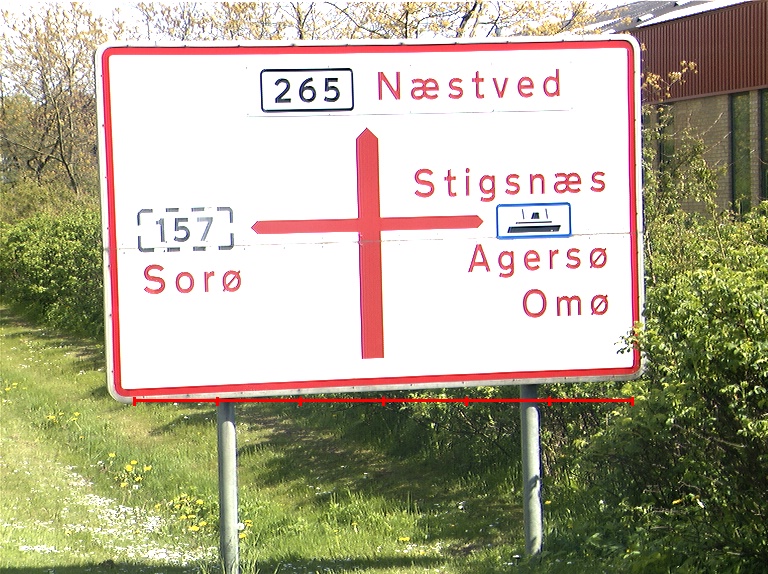 265 Næstved
Stigsnæs
157
Sorø
Agersø
Omø